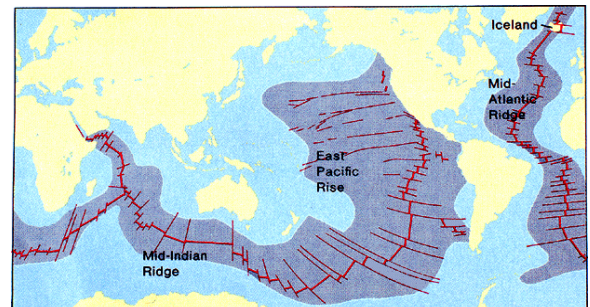 Iceland
Mid-
Atlantic
Ridge
East
Pacific
Rise
Mid-Indian
Ridge